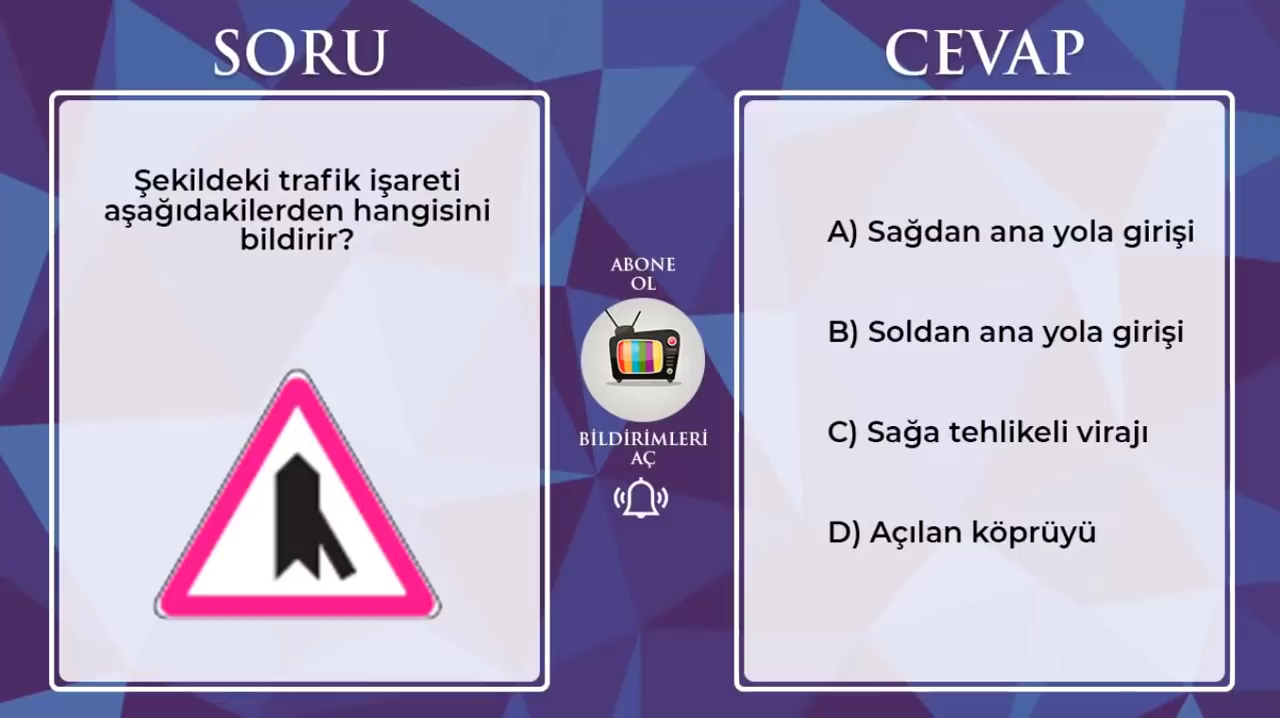 SORU
Şekildeki trafik işareti
aşağıdakilerden hangisini
bildirir?
ABONE
OL
BİLDİRİMLERİ
AÇ
CEVAP
A) Sağdan ana yola girişi
B) Soldan ana yola girişi
C) Sağa tehlikeli virajı
D) Açılan köprüyü